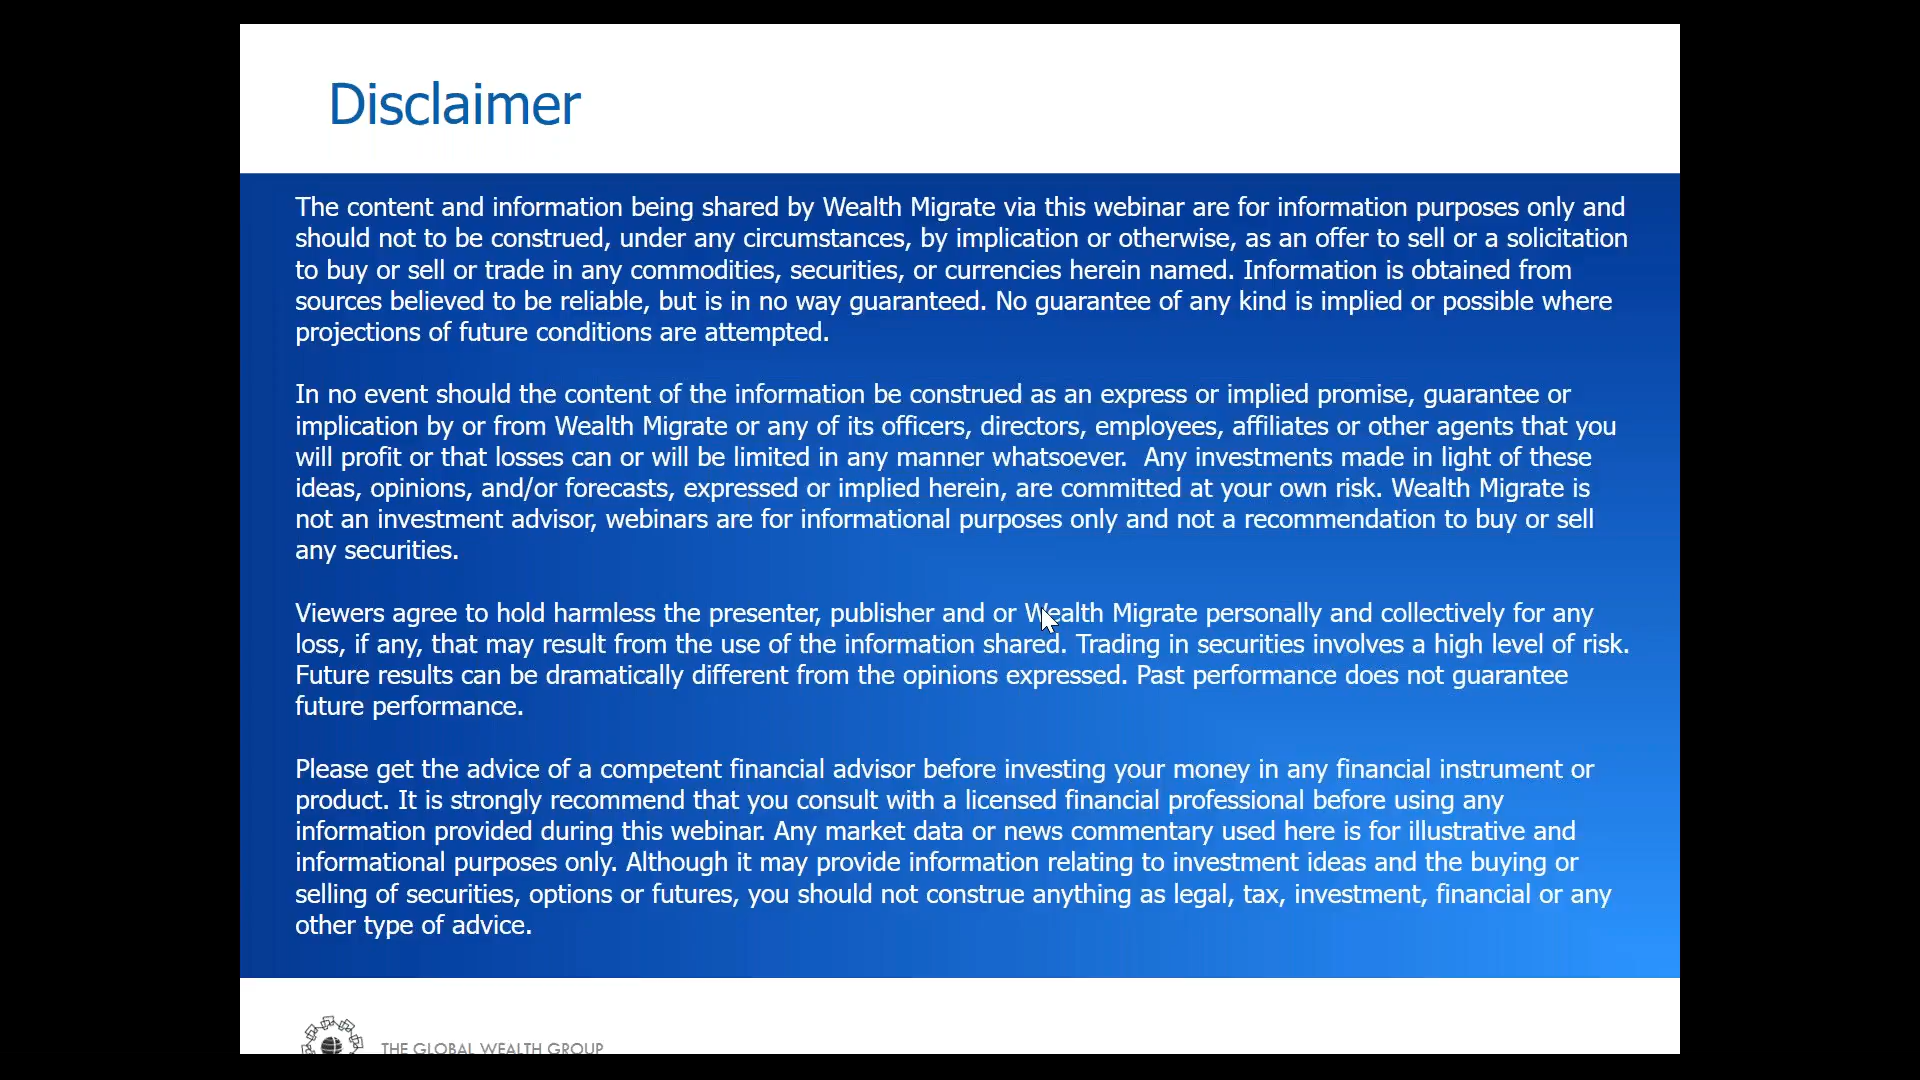 Disclaimer
The content and information being shared by Wealth Migrate via this webinar are for information purposes only and
should not to be construed, under any circumstances, by implication or otherwise, as an offer to sell or a solicitation
to buy or sell or trade in any commodities, securities, or currencies herein named. Information is obtained from
sources believed to be reliable, but is in no way guaranteed. No guarantee of any kind is implied or possible where
projections of future conditions are attempted.
In no event should the content of the information be construed as an express or implied promise, guarantee or
implication by or from Wealth Migrate or any of its officers, directors, employees, affiliates or other agents that you
will profit or that losses can or will be limited in any manner whatsoever.  Any investments made in light of these
ideas, opinions, and/or forecasts, expressed or implied herein, are committed at your own risk. Wealth Migrate is
not an investment advisor, webinars are for informational purposes only and not a recommendation to buy or sell
any securities.
Viewers agree to hold harmless the presenter, publisher and or Wealth Migrate personally and collectively for any
loss, if any, that may result from the use of the information shared. Trading in securities involves a high level of risk.
Future results can be dramatically different from the opinions expressed. Past performance does not guarantee
future performance.
Please get the advice of a competent financial advisor before investing your money in any financial instrument or
product. It is strongly recommend that you consult with a licensed financial professional before using any
information provided during this webinar. Any market data or news commentary used here is for illustrative and
informational purposes only. Although it may provide information relating to investment ideas and the buying or
selling of securities, options or futures, you should not construe anything as legal, tax, investment, financial or any
other type of advice.
THE GLOBAL WEALTH GROUP